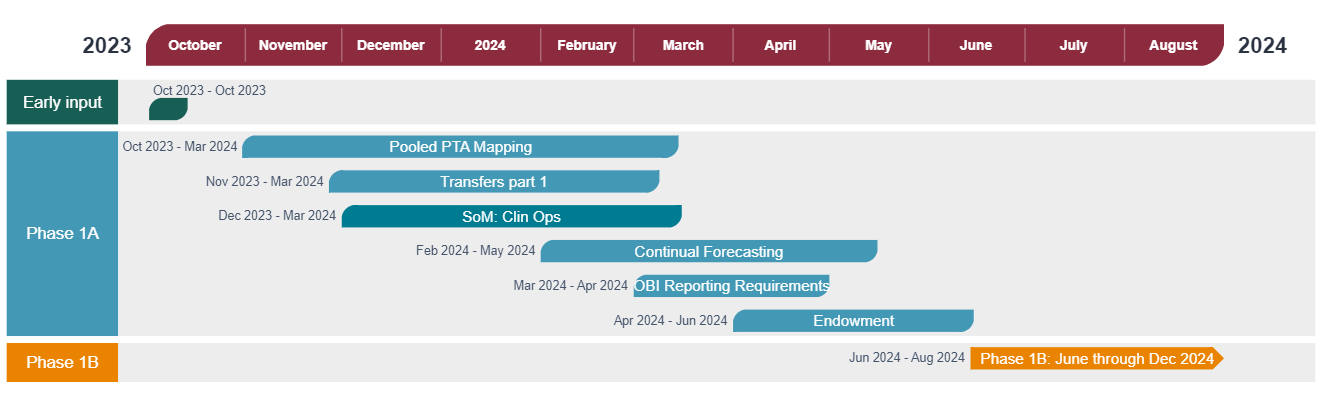 2023 October November December 2024 February March April May June July August 2024
Early input
Oct 2023 - Oct 2023
Phase 1A
Oct 2023 - Mar 2024 Pooled PTA Mapping
Nov 2023 - Mar 2024 Transfers part 1
Dec 2023 - Mar 2024 SoM: Clin Ops
Feb 2024 - May 2024 Continual Forecasting
Mar 2024 - Apr 2024 OBI Reporting Requirements
Apr 2024 - Jun 2024 Endowment
Phase 1B
Jun 2024 - Aug 2024 Phase 1B: June through Dec 2024